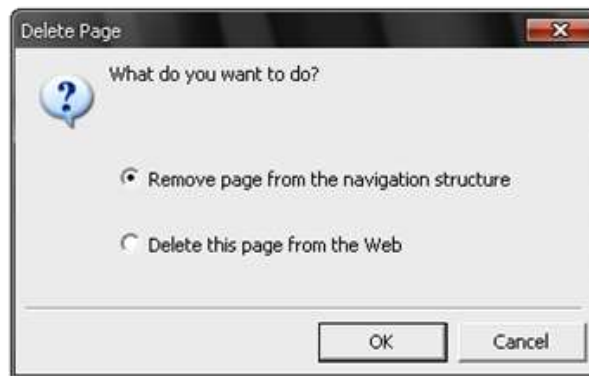 Delete Page
What do you want to do?
Remove page from the navigation structure
Delete this page from the Web
OK
Cancel